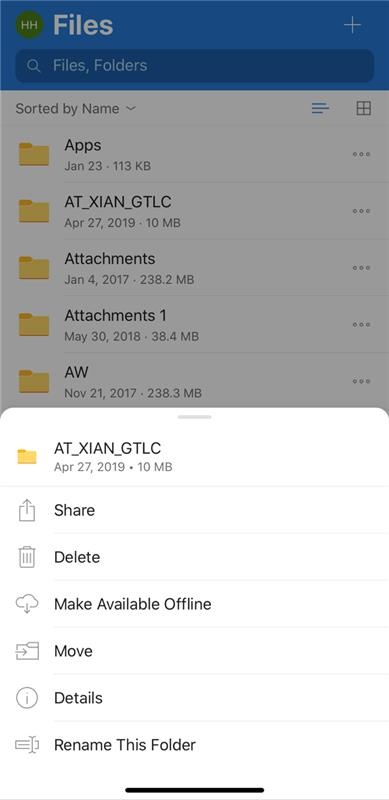 HH
Files
Files, Folders
Sorted by Name
Apps
Jan 23 · 113 KB
AT_XIAN_GTLC
Apr 27, 2019 · 10 MB
Attachments
Jan 4, 2017 · 238.2 MB
Attachments 1
May 30, 2018 · 38.4 MB
AW
Nov 21, 2017 · 238.3 MB
AT_XIAN_GTLC
Apr 27, 2019 • 10 MB
Share
Delete
Make Available Offline
Move
Details
Rename This Folder